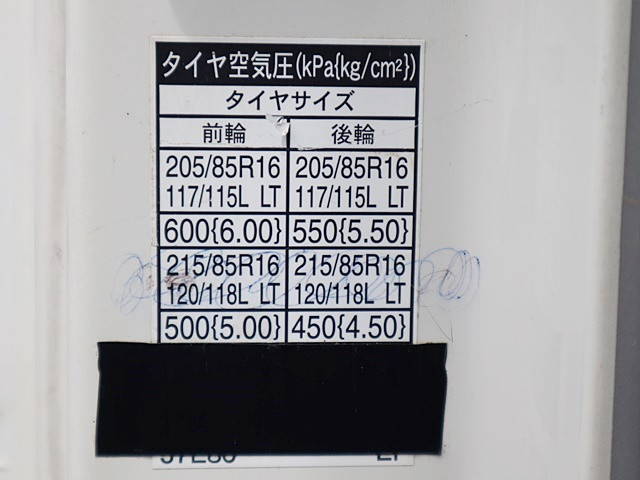 タイヤ空気圧(kPa{kg/cm²})
タイヤサイズ
前輪 後輪
205/85R16 205/85R16
117/115L LT 117/115L LT
600{6.00} 550{5.50}
215/85R16 215/85R16
120/118L LT 120/118L LT
500{5.00} 450{4.50}